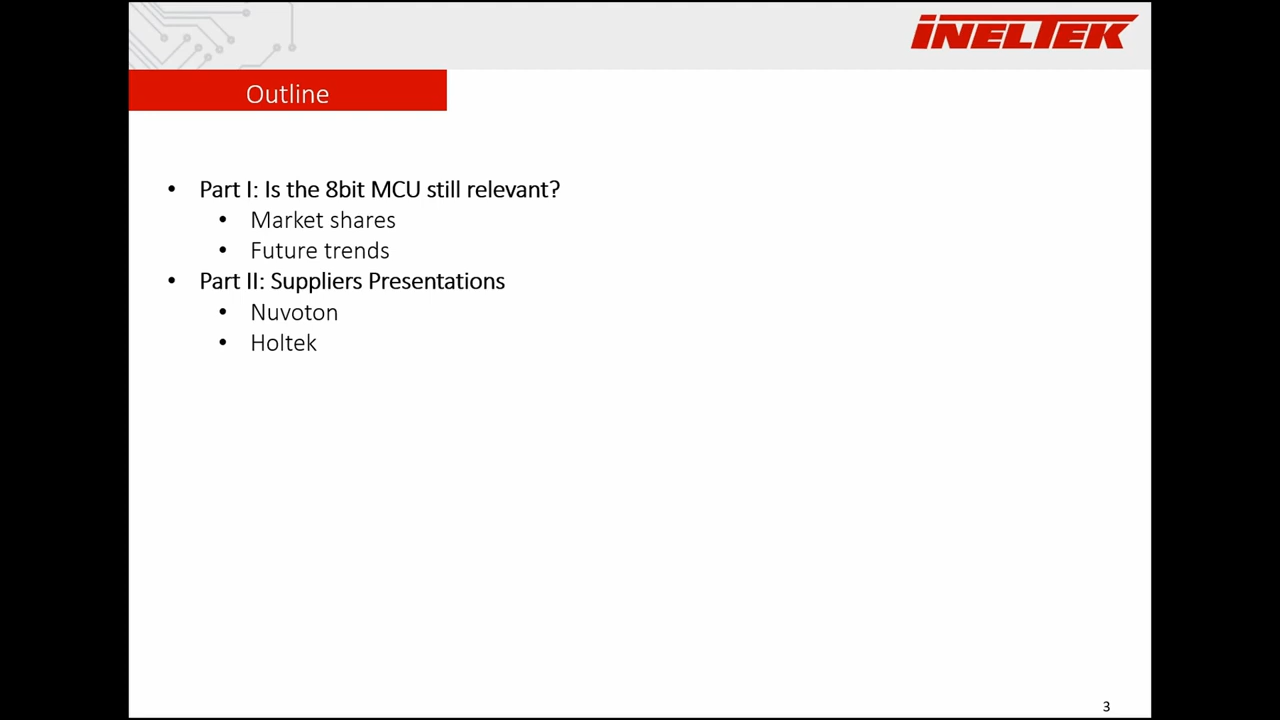 INELTEK
Outline
• Part I: Is the 8bit MCU still relevant?
• Market shares
• Future trends
• Part II: Suppliers Presentations
• Nuvoton
• Holtek
3